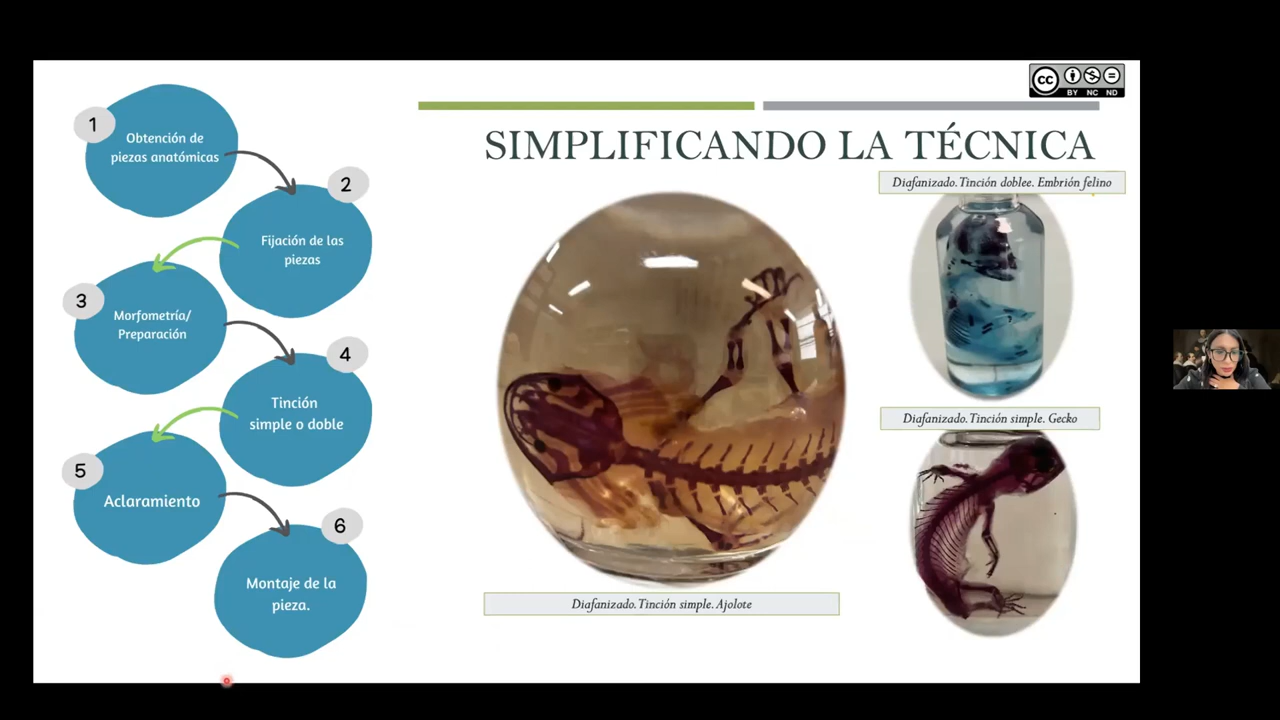 1
Obtención de
piezas anatómicas
2
Fijación de las
piezas
3
Morfometría/
Preparación
4
Tinción
simple o doble
5
Aclaramiento
6
Montaje de la
pieza.
cc
BY NC ND
SIMPLIFICANDO LA TÉCNICA
Diafanizado. Tinción doblee. Embrión felino
Diafanizado. Tinción simple. Gecko
Diafanizado. Tinción simple. Ajolote